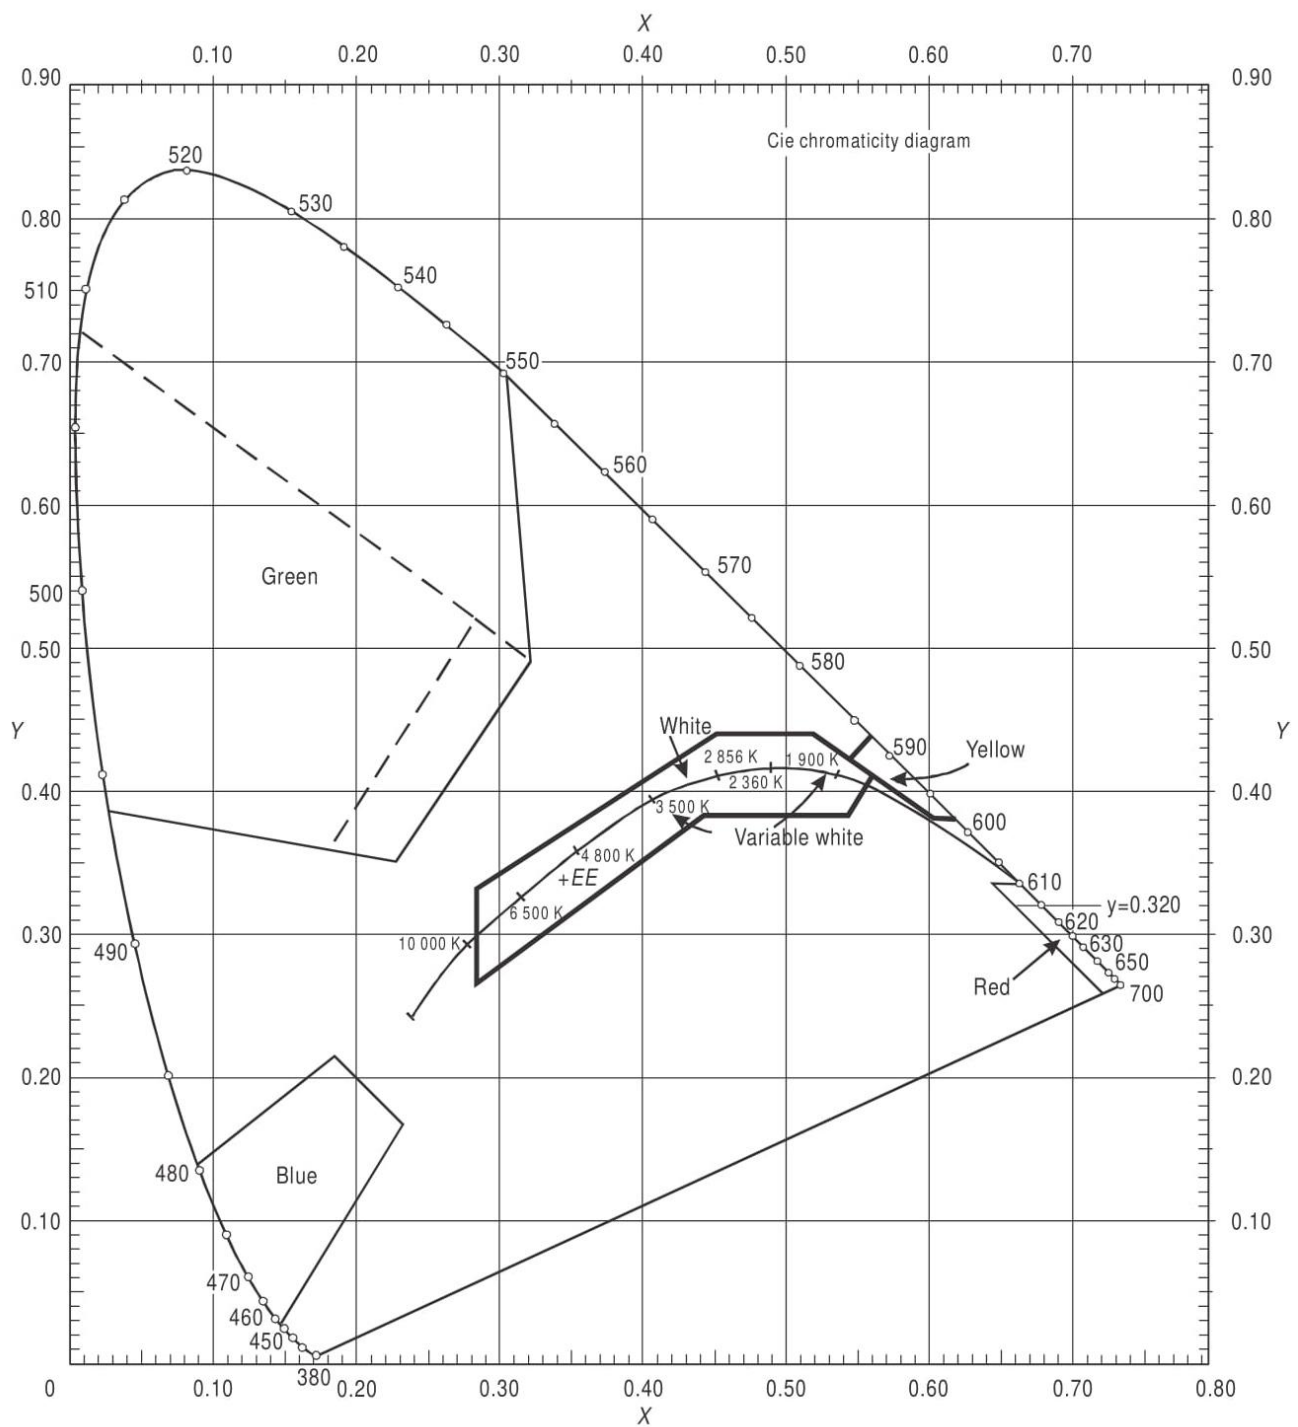 X
0.10 0.20 0.30 0.40 0.50 0.60 0.70
0.90 0.90
Cie chromaticity diagram
520
530
0.80 0.80
540
510
550
0.70 0.70
560
570
0.60 0.60
Green
500
0.50 0.50
580
Y Y
White
590
Yellow
2 856 K 1 900 K
2 360 K
0.40 0.40
3 500 K
600
Variable white
4 800 K
+EE
610
y=0.320
6 500 K
620
0.30 0.30
10 000 K
630
490
650
Red
700
0.20 0.20
480
Blue
0.10 0.10
470
460
450
380
0 0.10 0.20 0.30 0.40 0.50 0.60 0.70 0.80
X